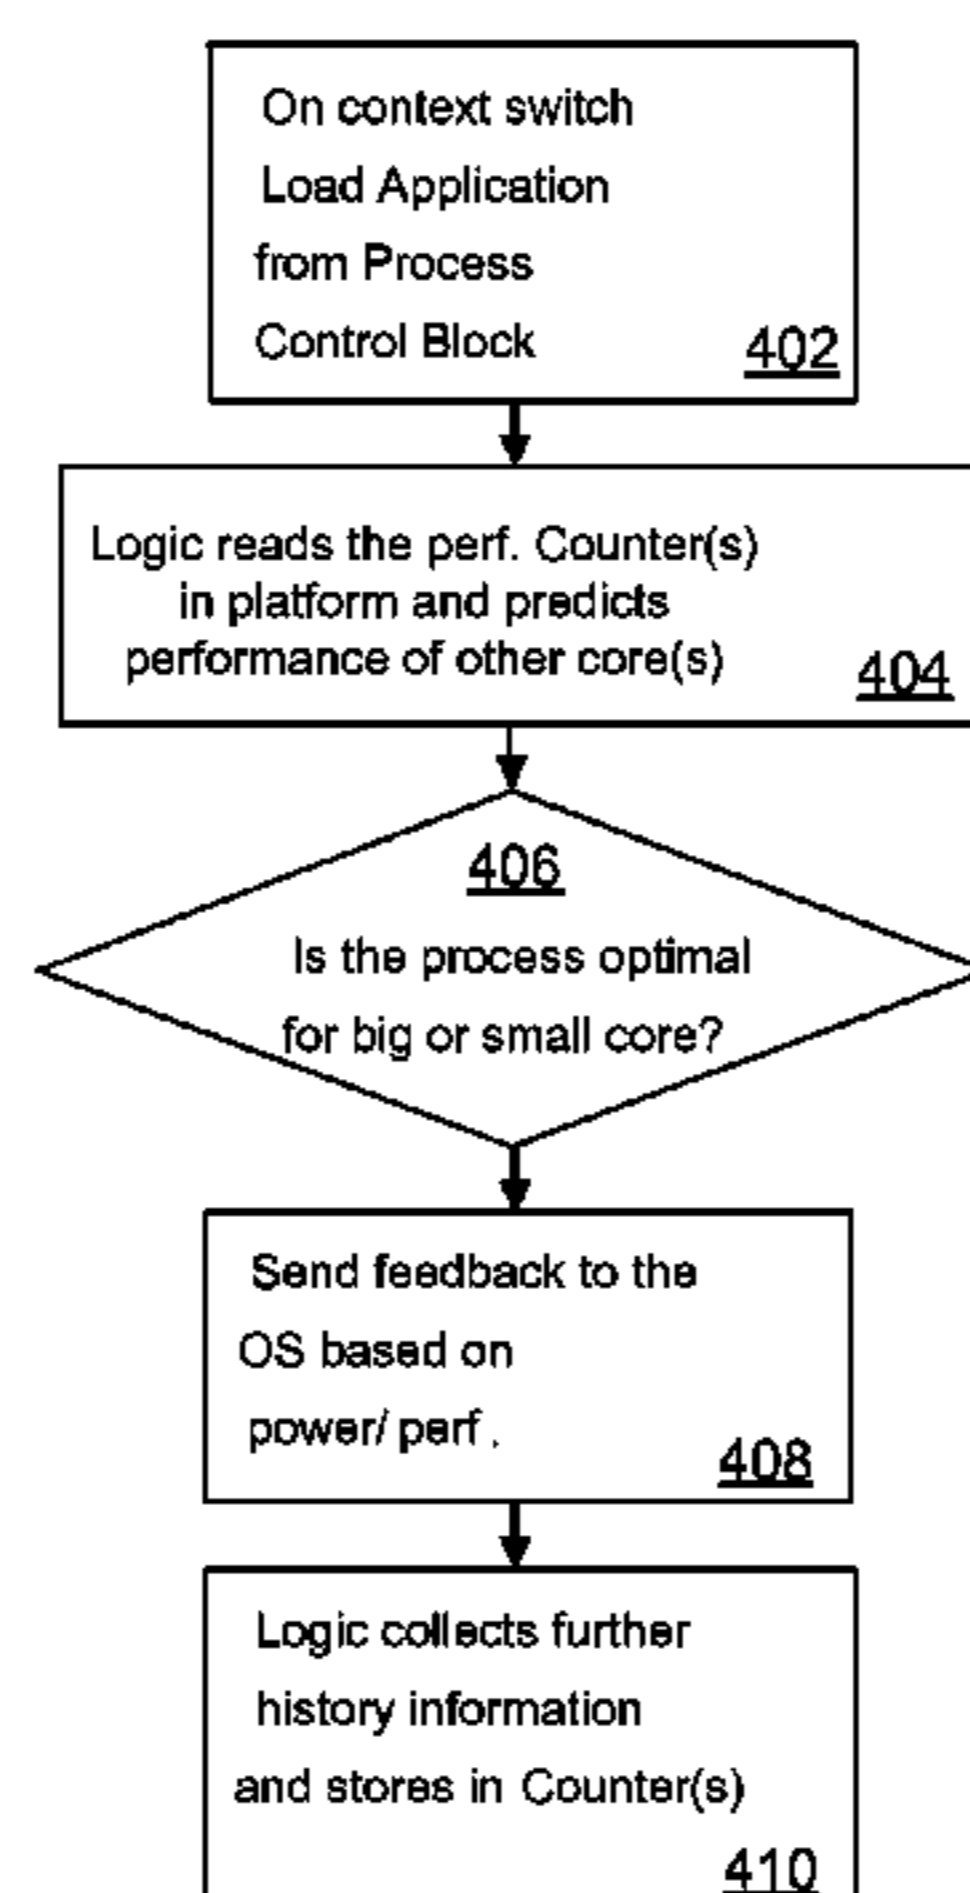 On context switch
Load Application
from Process
Control Block
402
Logic reads the perf. Counter(s)
in platform and predicts
performance of other core(s)
404
406
Is the process optimal
for big or small core?
Send feedback to the
OS based on
power/ perf .
408
Logic collects further
history information
and stores in Counter(s)
410